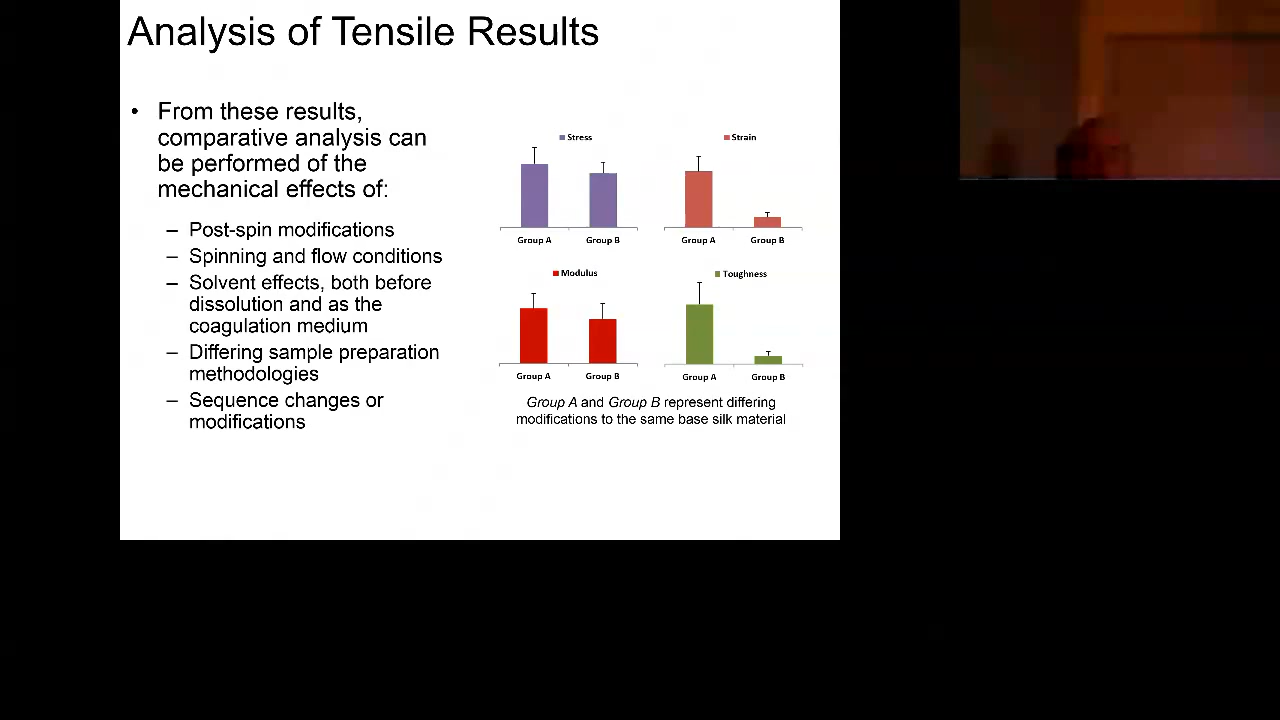 Analysis of Tensile Results
• From these results,
comparative analysis can
be performed of the
mechanical effects of:
– Post-spin modifications
– Spinning and flow conditions
– Solvent effects, both before
dissolution and as the
coagulation medium
– Differing sample preparation
methodologies
– Sequence changes or
modifications
Stress
Group A Group B
Strain
Group A Group B
Modulus
Group A Group B
Toughness
Group A Group B
Group A and Group B represent differing
modifications to the same base silk material